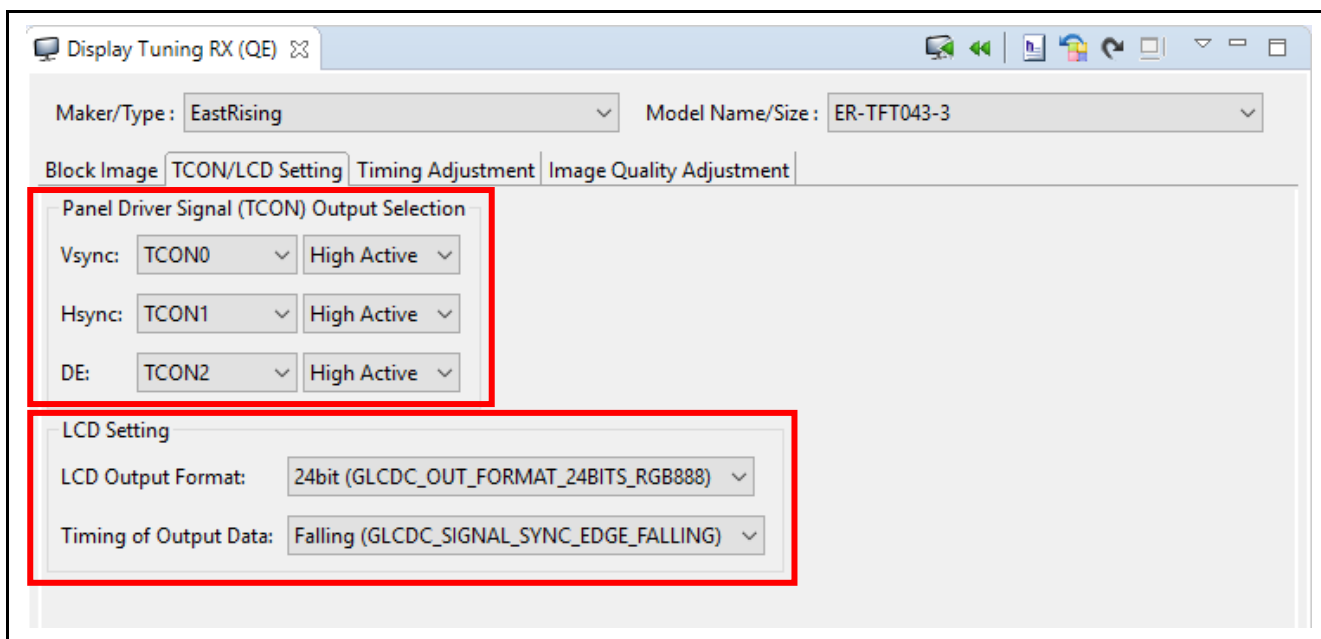 Display Tuning RX (QE)
Maker/Type : EastRising Model Name/Size : ER-TFT043-3
Block Image TCON/LCD Setting Timing Adjustment Image Quality Adjustment
Panel Driver Signal (TCON) Output Selection
Vsync: TCON0 High Active
Hsync: TCON1 High Active
DE: TCON2 High Active
LCD Setting
LCD Output Format: 24bit (GLCDC_OUT_FORMAT_24BITS_RGB888)
Timing of Output Data: Falling (GLCDC_SIGNAL_SYNC_EDGE_FALLING)